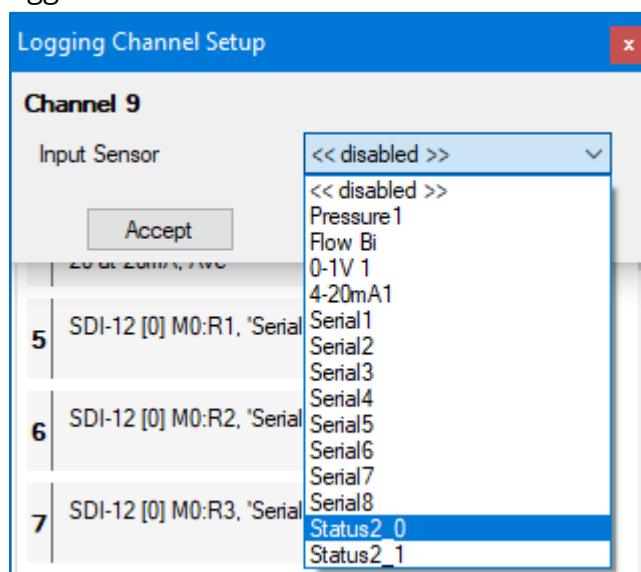 Logging Channel Setup
x
Channel 9
Input Sensor
<< disabled >>
<< disabled >>
Pressure1
Flow Bi
0-1V 1
4-20mA1
Serial1
Serial2
Serial3
Serial4
Serial5
Serial6
Serial7
Serial8
Status2_0
Status2_1
Accept
5
SDI-12 [0] M0:R1, "Serial
6
SDI-12 [0] M0:R2, "Serial
7
SDI-12 [0] M0:R3, "Serial